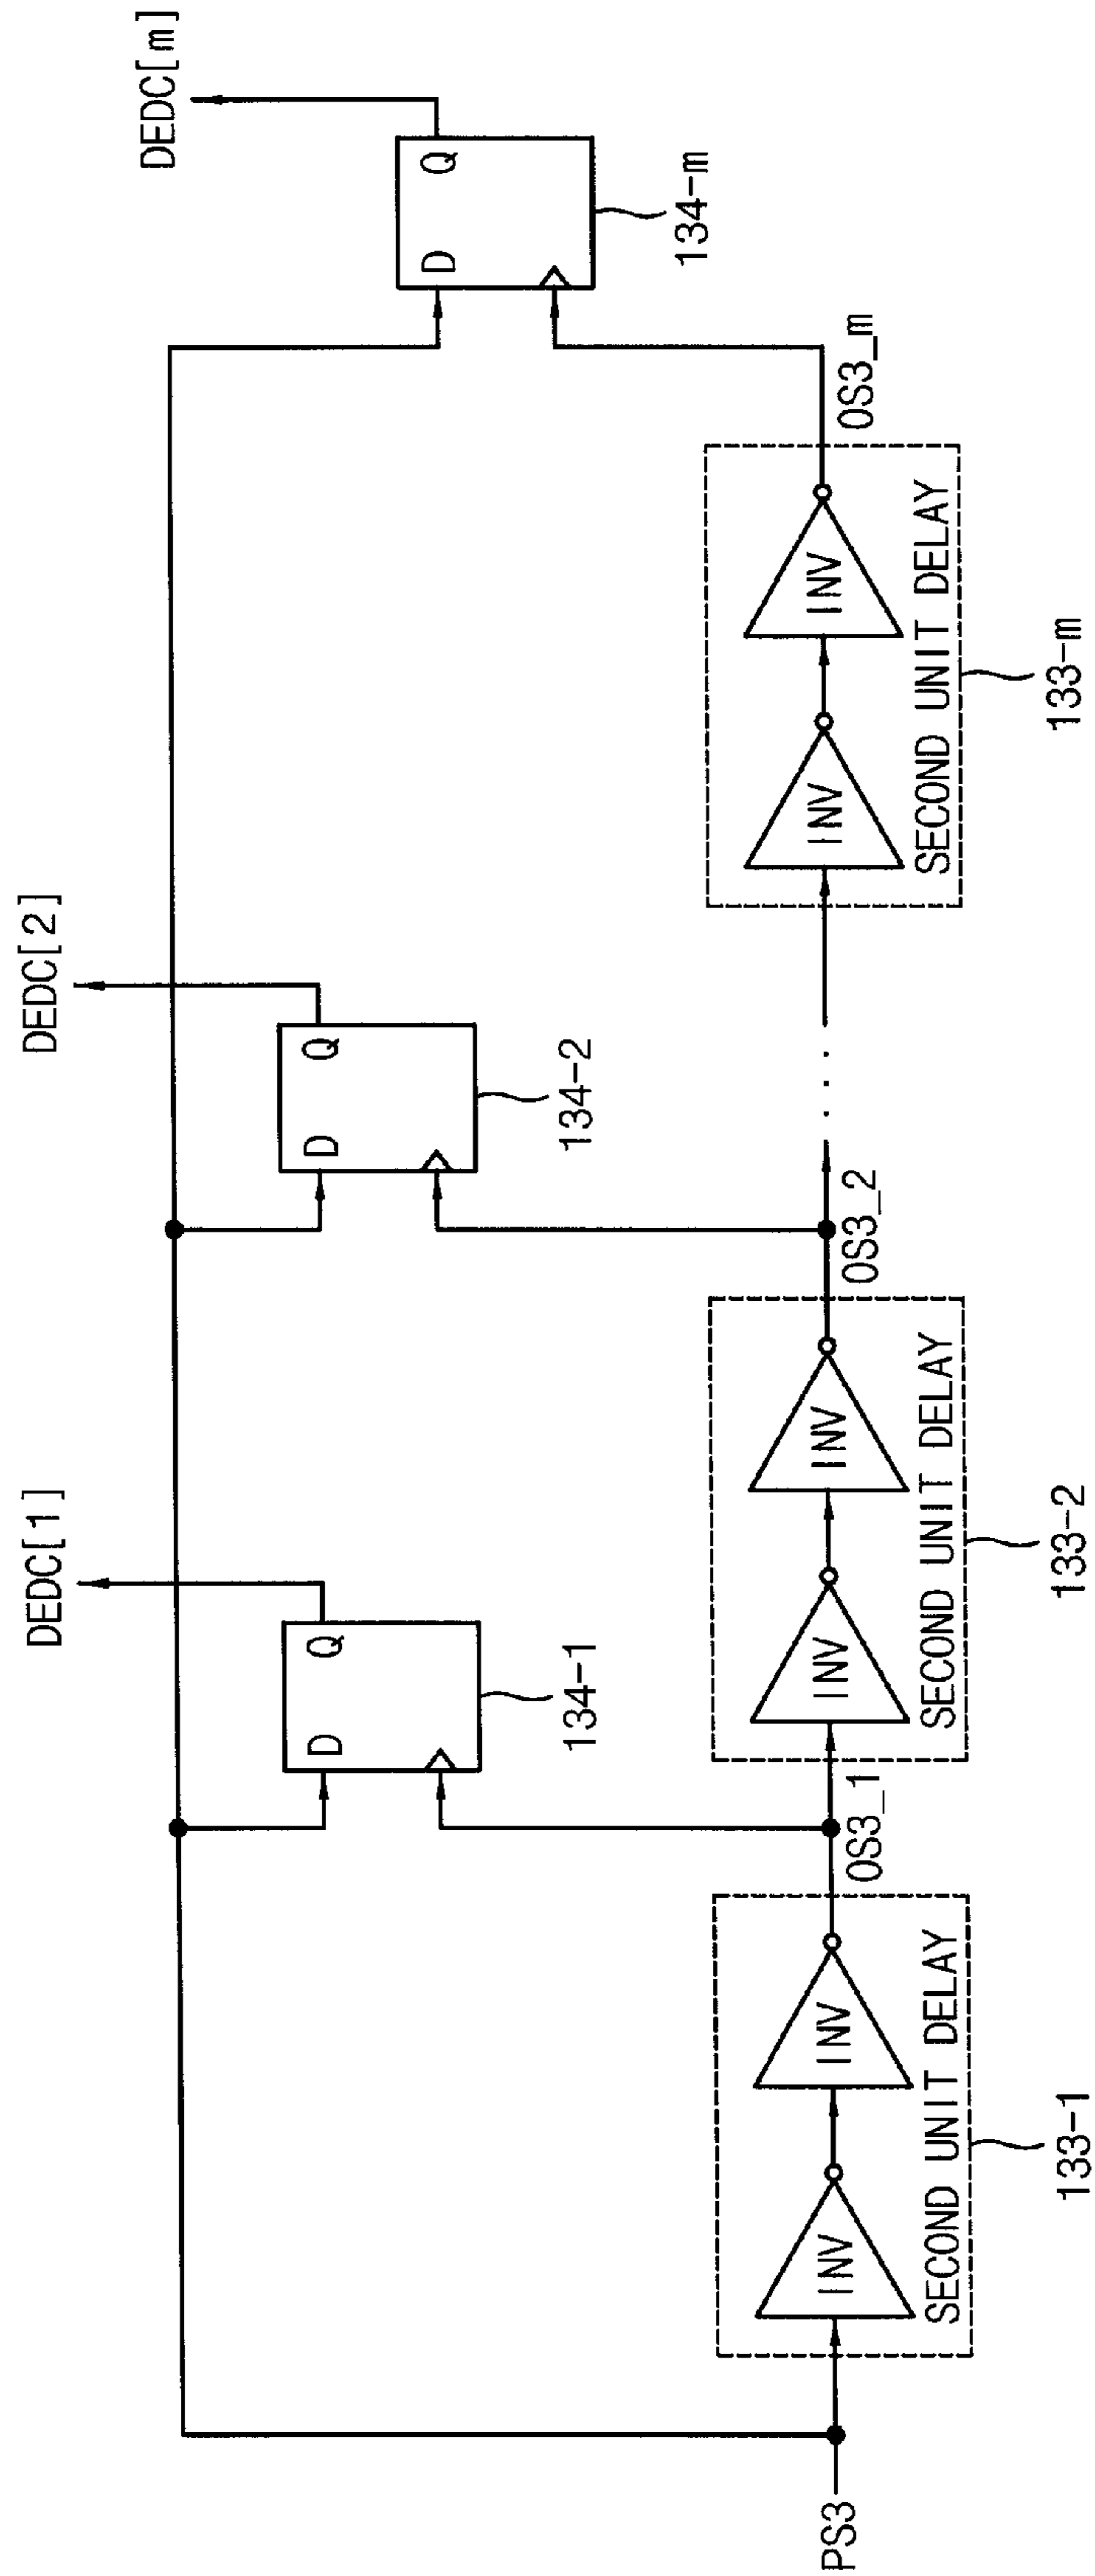 DEDC[1]
DEDC[2]
DEDC[m]
D
Q
134-1
D
Q
134-2
D
Q
134-m
PS3
INV
INV
SECOND UNIT DELAY
133-1
OS3_1
INV
INV
SECOND UNIT DELAY
133-2
OS3_2
. . .
INV
INV
SECOND UNIT DELAY
133-m
OS3_m